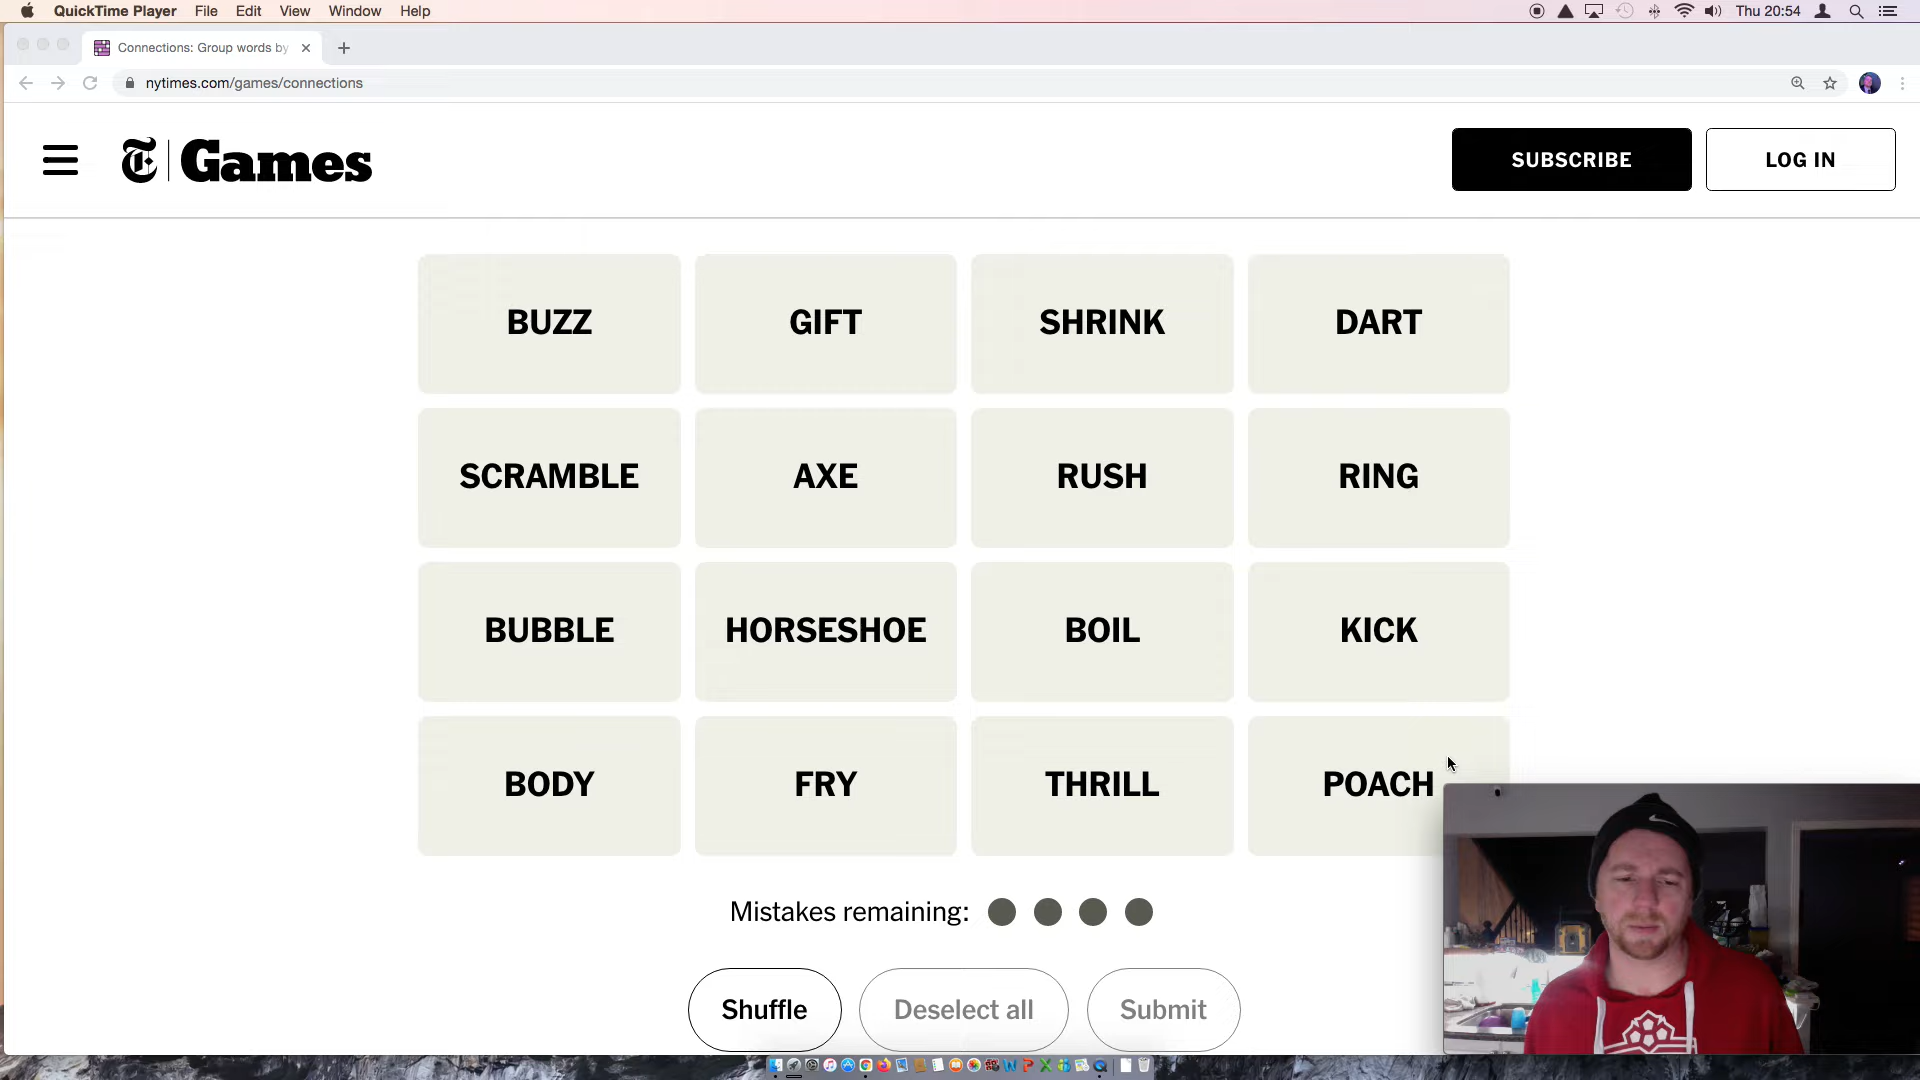 QuickTime Player File Edit View Window Help Thu 20:54
Connections: Group words by
nytimes.com/games/connections
T Games SUBSCRIBE LOG IN
BUZZ GIFT SHRINK DART
SCRAMBLE AXE RUSH RING
BUBBLE HORSESHOE BOIL KICK
BODY FRY THRILL POACH
Mistakes remaining:
Shuffle Deselect all Submit